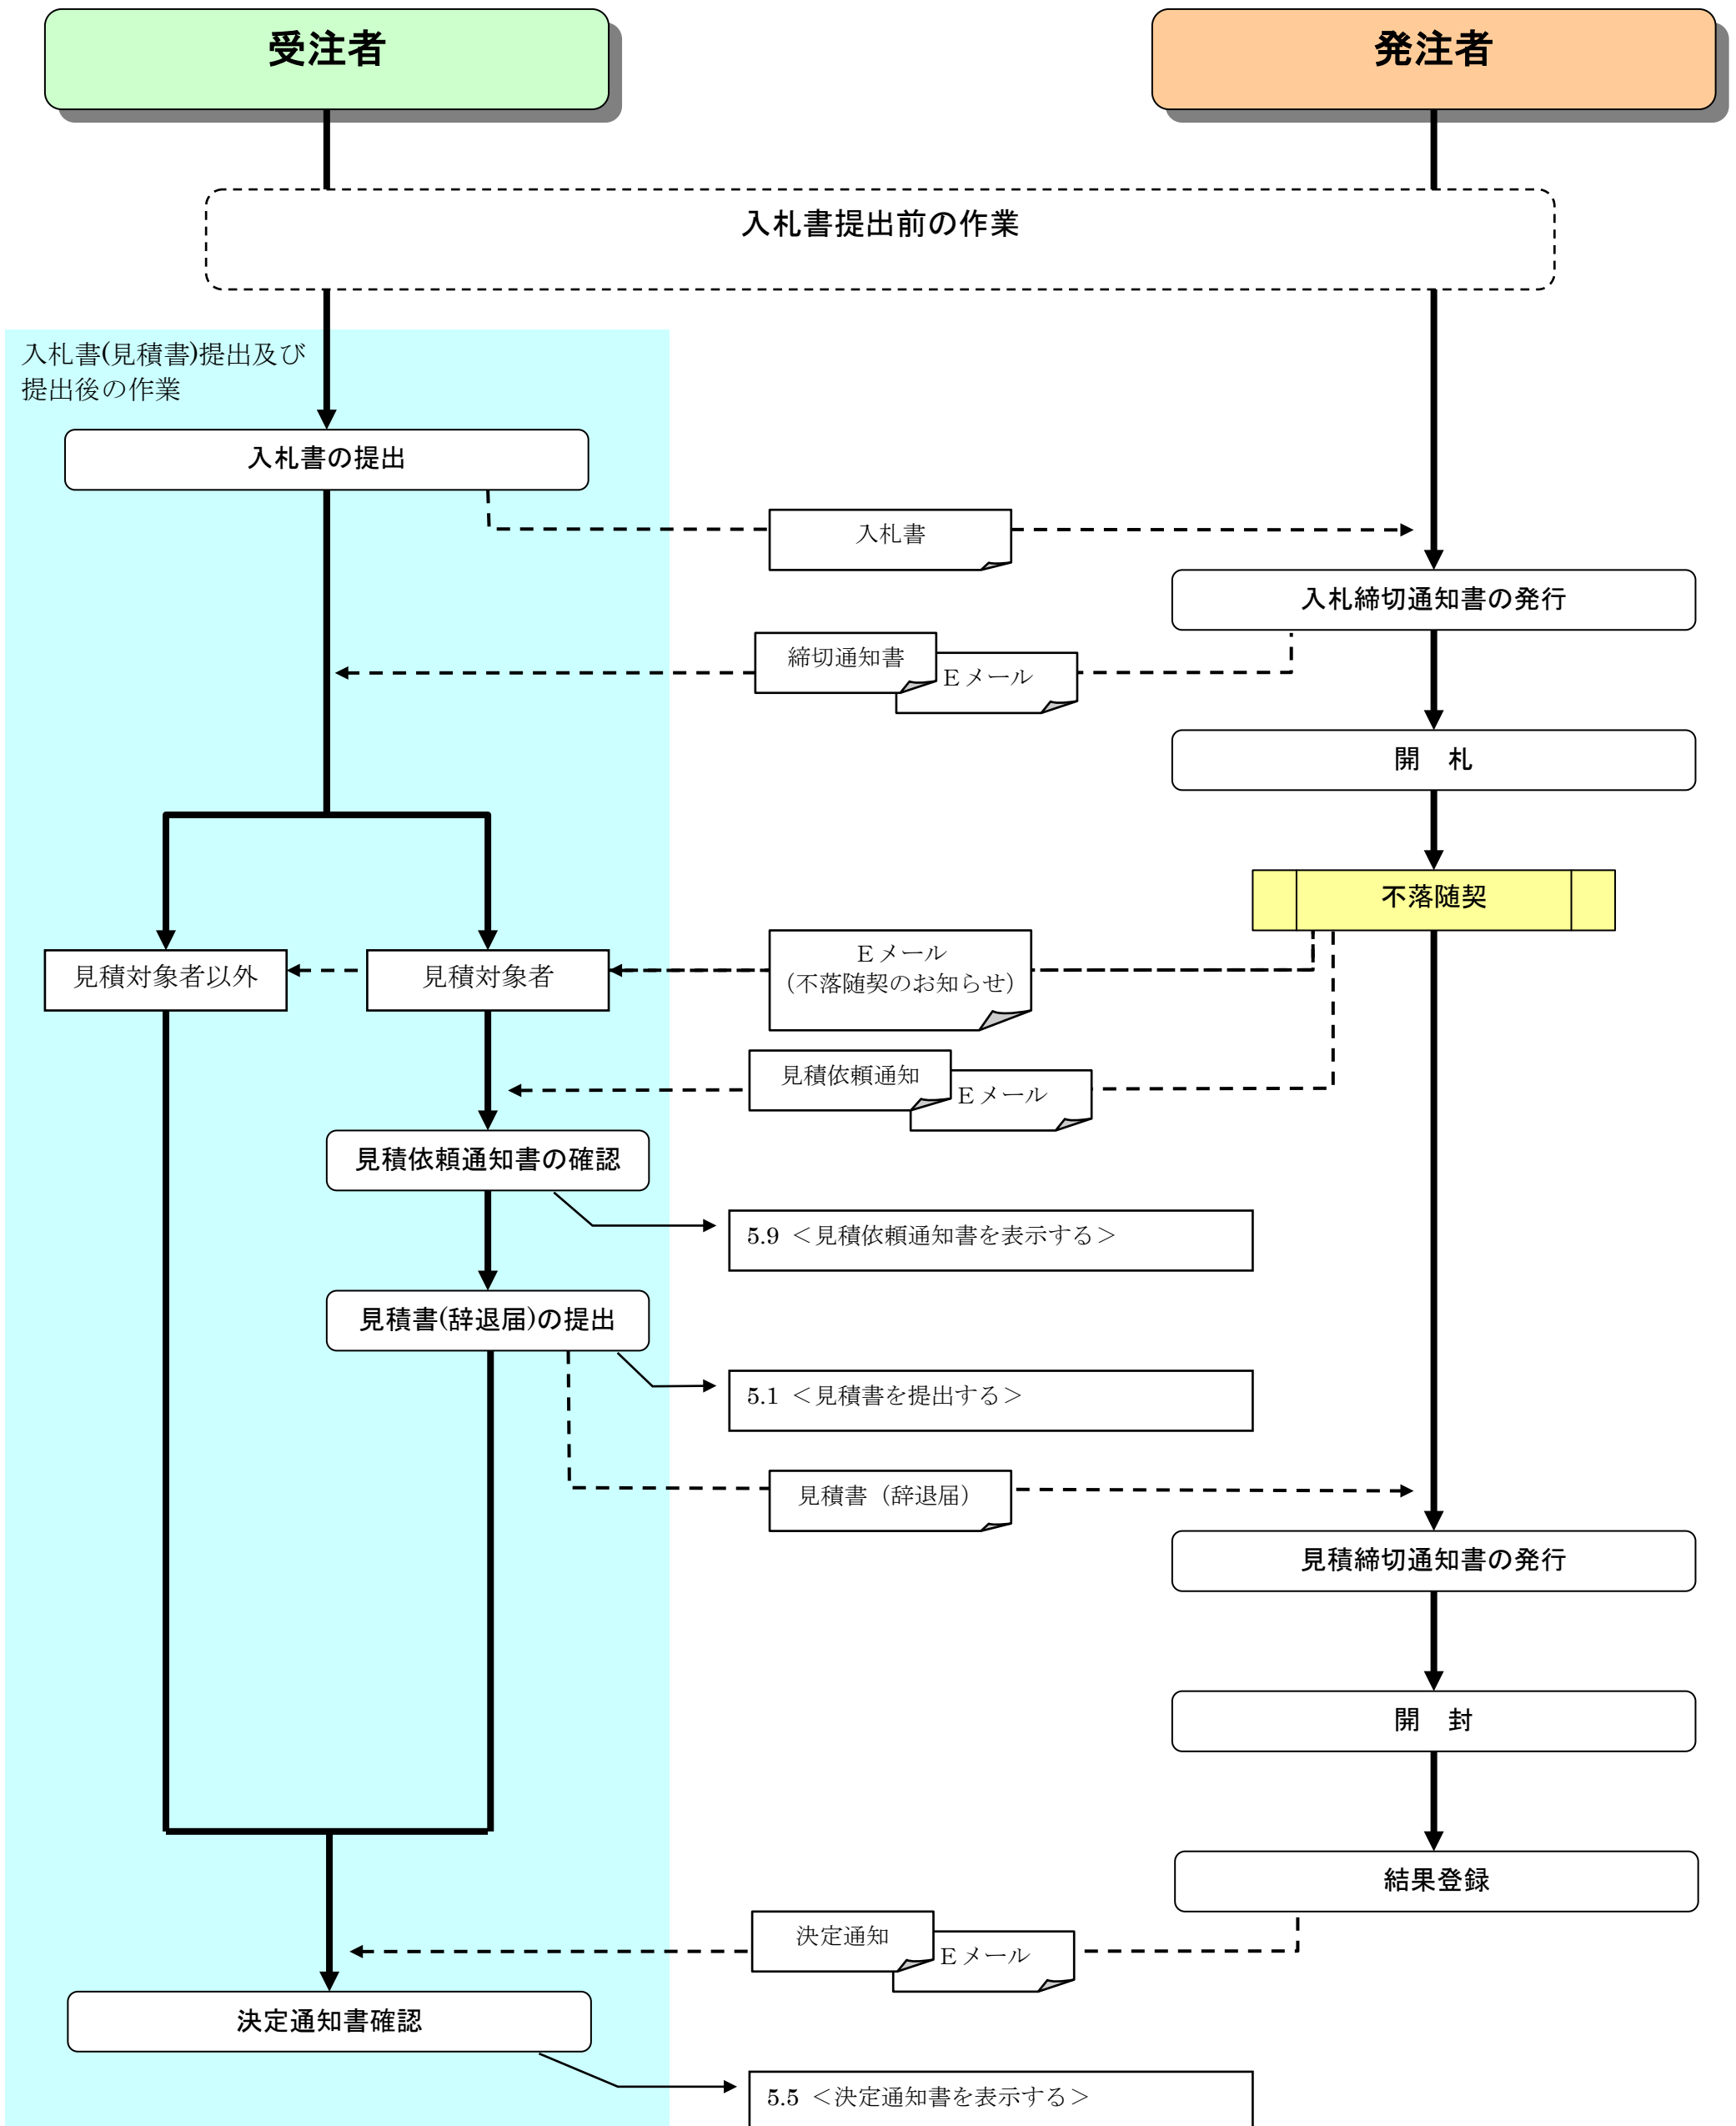 受注者
発注者
入札書提出前の作業
入札書(見積書)提出及び
提出後の作業
入札書の提出
入札書
入札締切通知書の発行
締切通知書
Ｅメール
開　札
不落随契
Ｅメール
（不落随契のお知らせ）
見積対象者以外
見積対象者
見積依頼通知
Ｅメール
見積依頼通知書の確認
5.9 ＜見積依頼通知書を表示する＞
見積書(辞退届)の提出
5.1 ＜見積書を提出する＞
見積書（辞退届）
見積締切通知書の発行
開　封
結果登録
決定通知
Ｅメール
決定通知書確認
5.5 ＜決定通知書を表示する＞